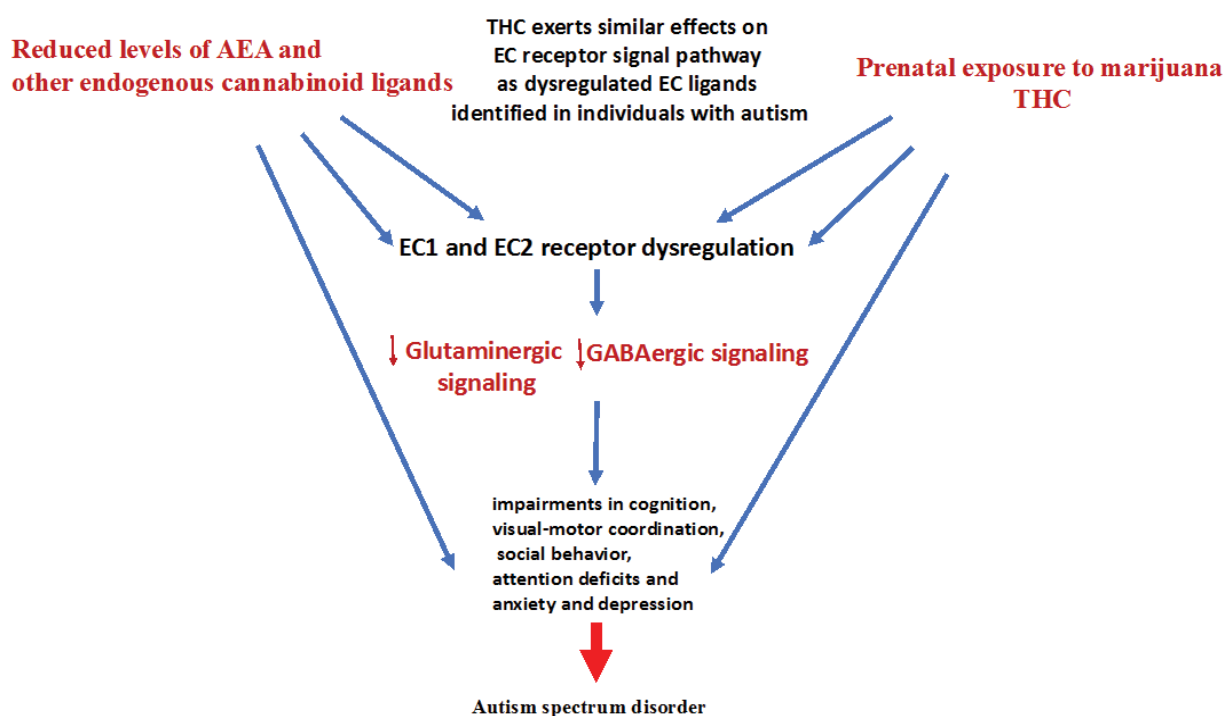 Reduced levels of AEA and
other endogenous cannabinoid ligands
THC exerts similar effects on
EC receptor signal pathway
as dysregulated EC ligands
identified in individuals with autism
Prenatal exposure to marijuana
THC
EC1 and EC2 receptor dysregulation
↓ Glutaminergic
signaling
↓GABAergic signaling
impairments in cognition,
visual-motor coordination,
social behavior,
attention deficits and
anxiety and depression
Autism spectrum disorder